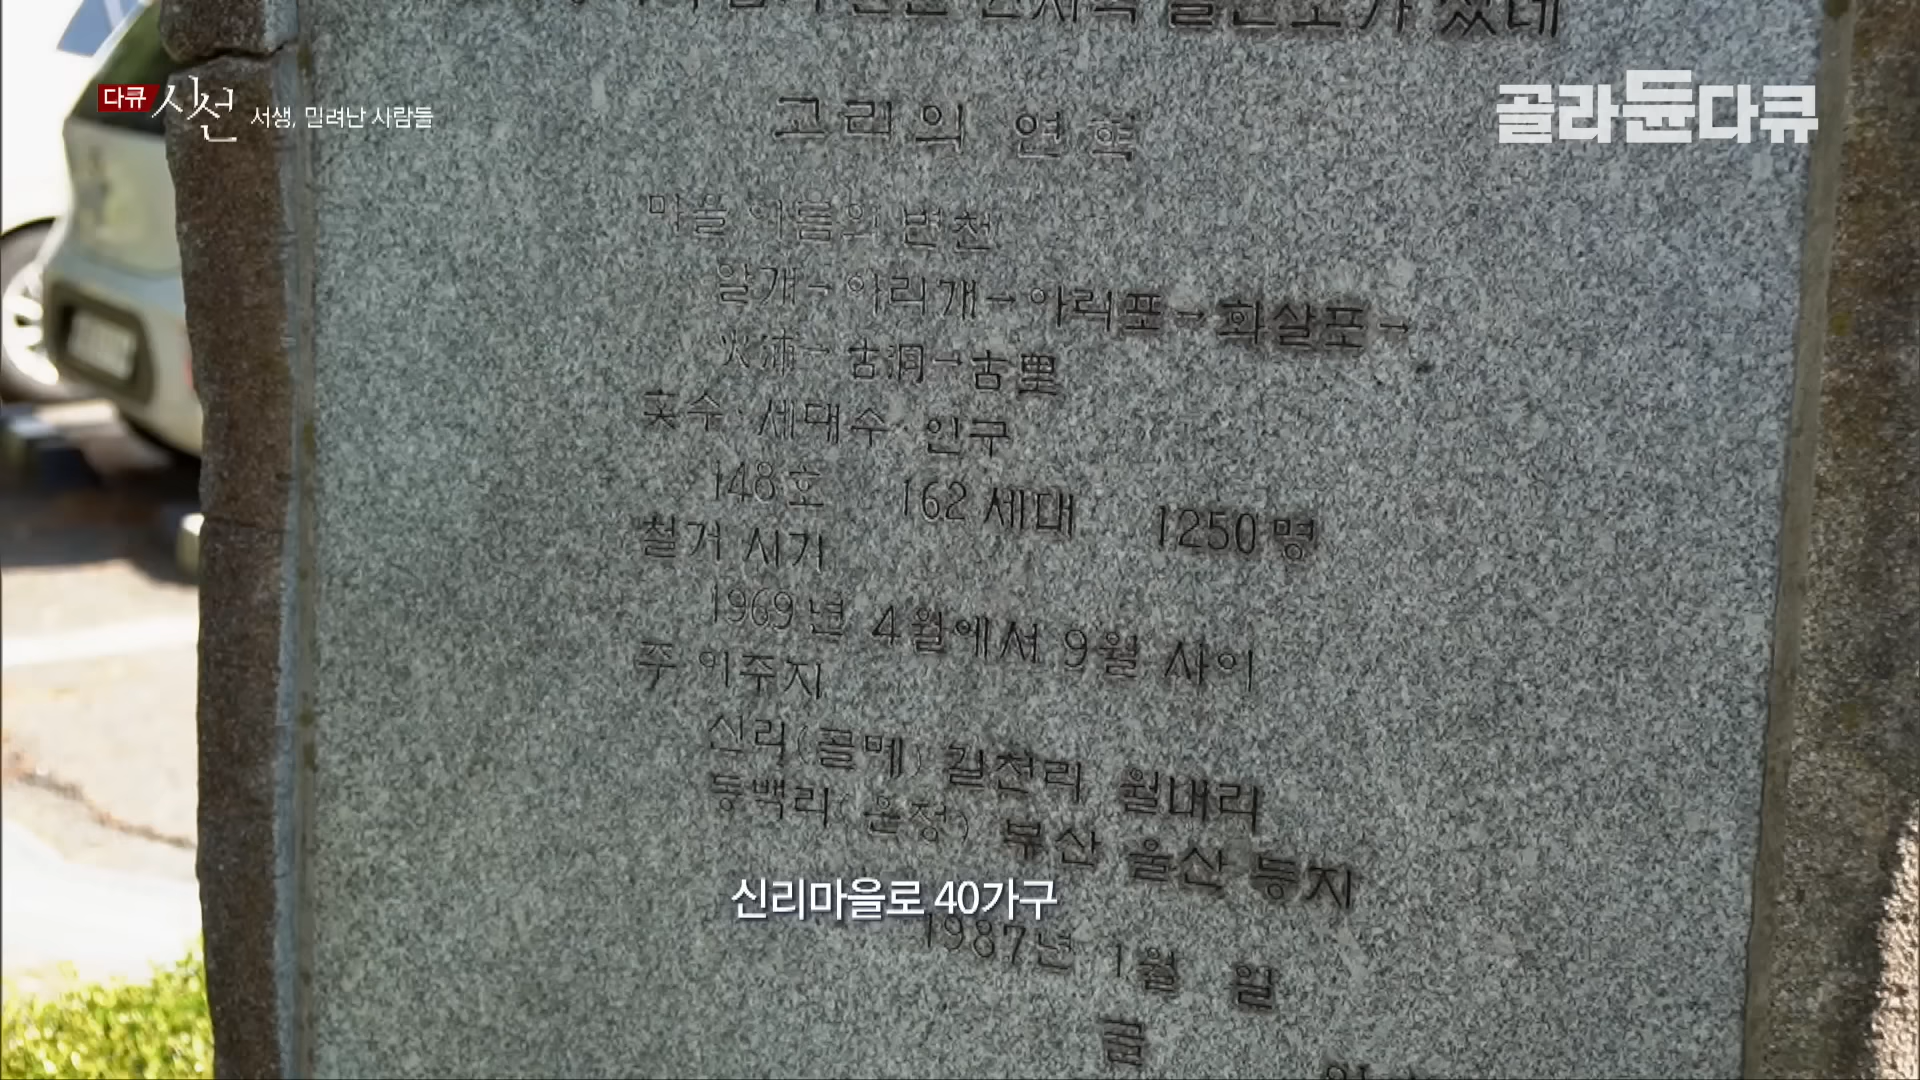 다큐 시선 서생, 밀려난 사람들
골라듄다큐
고리의 연혁
마을 이름의 변천
알개→아리개→아리포→화살포→
火浦→古洞→古里
호수·세대수·인구
148호 162세대 1250명
철거 시기
1969년 4월에서 9월 사이
주 이주지
신리(골매) 길천리 월내리
동백리(온정) 부산 울산 등지
신리마을로 40가구
1987년 1월 일